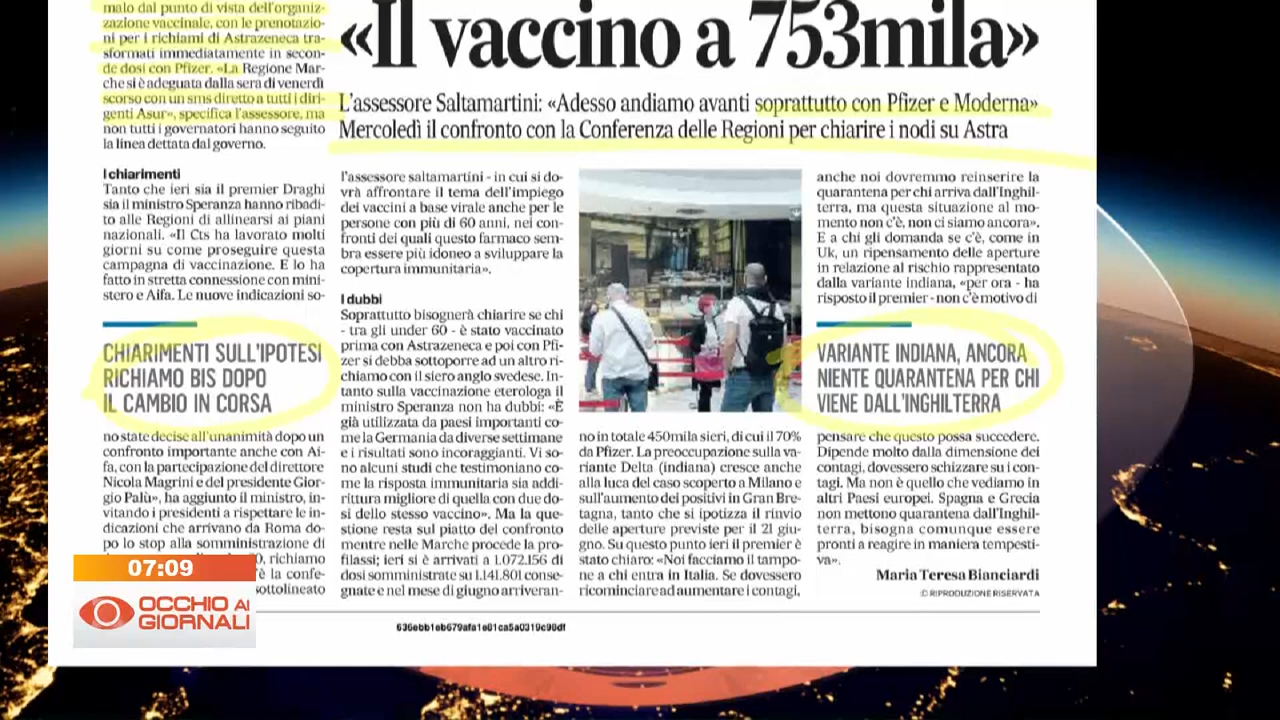 malo dal punto di vista dell'organiz-
zazione vaccinale, con le prenotazio-
ni per i richiami di Astrazeneca tra-
sformati immediatamente in secon-
de dosi con Pfizer. «La Regione Mar-
che si è adeguata dalla sera di venerdì
scorso con un sms diretto a tutti i diri-
genti Asur», specifica l'assessore, ma
non tutti i governatori hanno seguito
la linea dettata dal governo.
I chiarimenti
Tanto che ieri sia il premier Draghi
sia il ministro Speranza hanno ribadi-
to alle Regioni di allinearsi ai piani
nazionali. «Il Cts ha lavorato molti
giorni su come proseguire questa
campagna di vaccinazione. E lo ha
fatto in stretta connessione con mini-
stero e Aifa. Le nuove indicazioni so-
CHIARIMENTI SULL'IPOTESI
RICHIAMO BIS DOPO
IL CAMBIO IN CORSA
no state decise all'unanimità dopo un
confronto importante anche con Ai-
fa, con la partecipazione del direttore
Nicola Magrini e del presidente Gior-
gio Palù», ha aggiunto il ministro, in-
vitando i presidenti a rispettare le in-
dicazioni che arrivano da Roma do-
po lo stop alla somministrazione di
richiamo
la confe-
sottolineato
«Il vaccino a 753mila»
L'assessore Saltamartini: «Adesso andiamo avanti soprattutto con Pfizer e Moderna»
Mercoledì il confronto con la Conferenza delle Regioni per chiarire i nodi su Astra
l'assessore saltamartini - in cui si do-
vrà affrontare il tema dell'impiego
dei vaccini a base virale anche per le
persone con più di 60 anni, nei con-
fronti dei quali questo farmaco sem-
bra essere più idoneo a sviluppare la
copertura immunitaria».
I dubbi
Soprattutto bisognerà chiarire se chi
- tra gli under 60 - è stato vaccinato
prima con Astrazeneca e poi con Pfi-
zer si debba sottoporre ad un altro ri-
chiamo con il siero anglo svedese. In-
tanto sulla vaccinazione eterologa il
ministro Speranza non ha dubbi: «È
già utilizzata da paesi importanti co-
me la Germania da diverse settimane
e i risultati sono incoraggianti. Vi so-
no alcuni studi che testimoniano co-
me la risposta immunitaria sia addi-
rittura migliore di quella con due do-
si dello stesso vaccino». Ma la que-
stione resta sul piatto del confronto
mentre nelle Marche procede la pro-
filassi; ieri si è arrivati a 1.072.156 di
dosi somministrate su 1.141.801 conse-
gnate e nel mese di giugno arriveran-
no in totale 450mila sieri, di cui il 70%
da Pfizer. La preoccupazione sulla va-
riante Delta (indiana) cresce anche
alla luca del caso scoperto a Milano e
sull'aumento dei positivi in Gran Bre-
tagna, tanto che si ipotizza il rinvio
delle aperture previste per il 21 giu-
gno. Su questo punto ieri il premier è
stato chiaro: «Noi facciamo il tampo-
ne a chi entra in Italia. Se dovessero
ricominciare ad aumentare i contagi,
anche noi dovremmo reinserire la
quarantena per chi arriva dall'Inghil-
terra, ma questa situazione al mo-
mento non c'è, non ci siamo ancora».
E a chi gli domanda se c'è, come in
Uk, un ripensamento delle aperture
in relazione al rischio rappresentato
dalla variante indiana, «per ora - ha
risposto il premier - non c'è motivo di
VARIANTE INDIANA, ANCORA
NIENTE QUARANTENA PER CHI
VIENE DALL'INGHILTERRA
pensare che questo possa succedere.
Dipende molto dalla dimensione dei
contagi, dovessero schizzare su i con-
tagi. Ma non è quello che vediamo in
altri Paesi europei. Spagna e Grecia
non mettono quarantena dall'Inghil-
terra, bisogna comunque essere
pronti a reagire in maniera tempesti-
va».
Maria Teresa Bianciardi
© RIPRODUZIONE RISERVATA
07:09
OCCHIO AI
GIORNALI